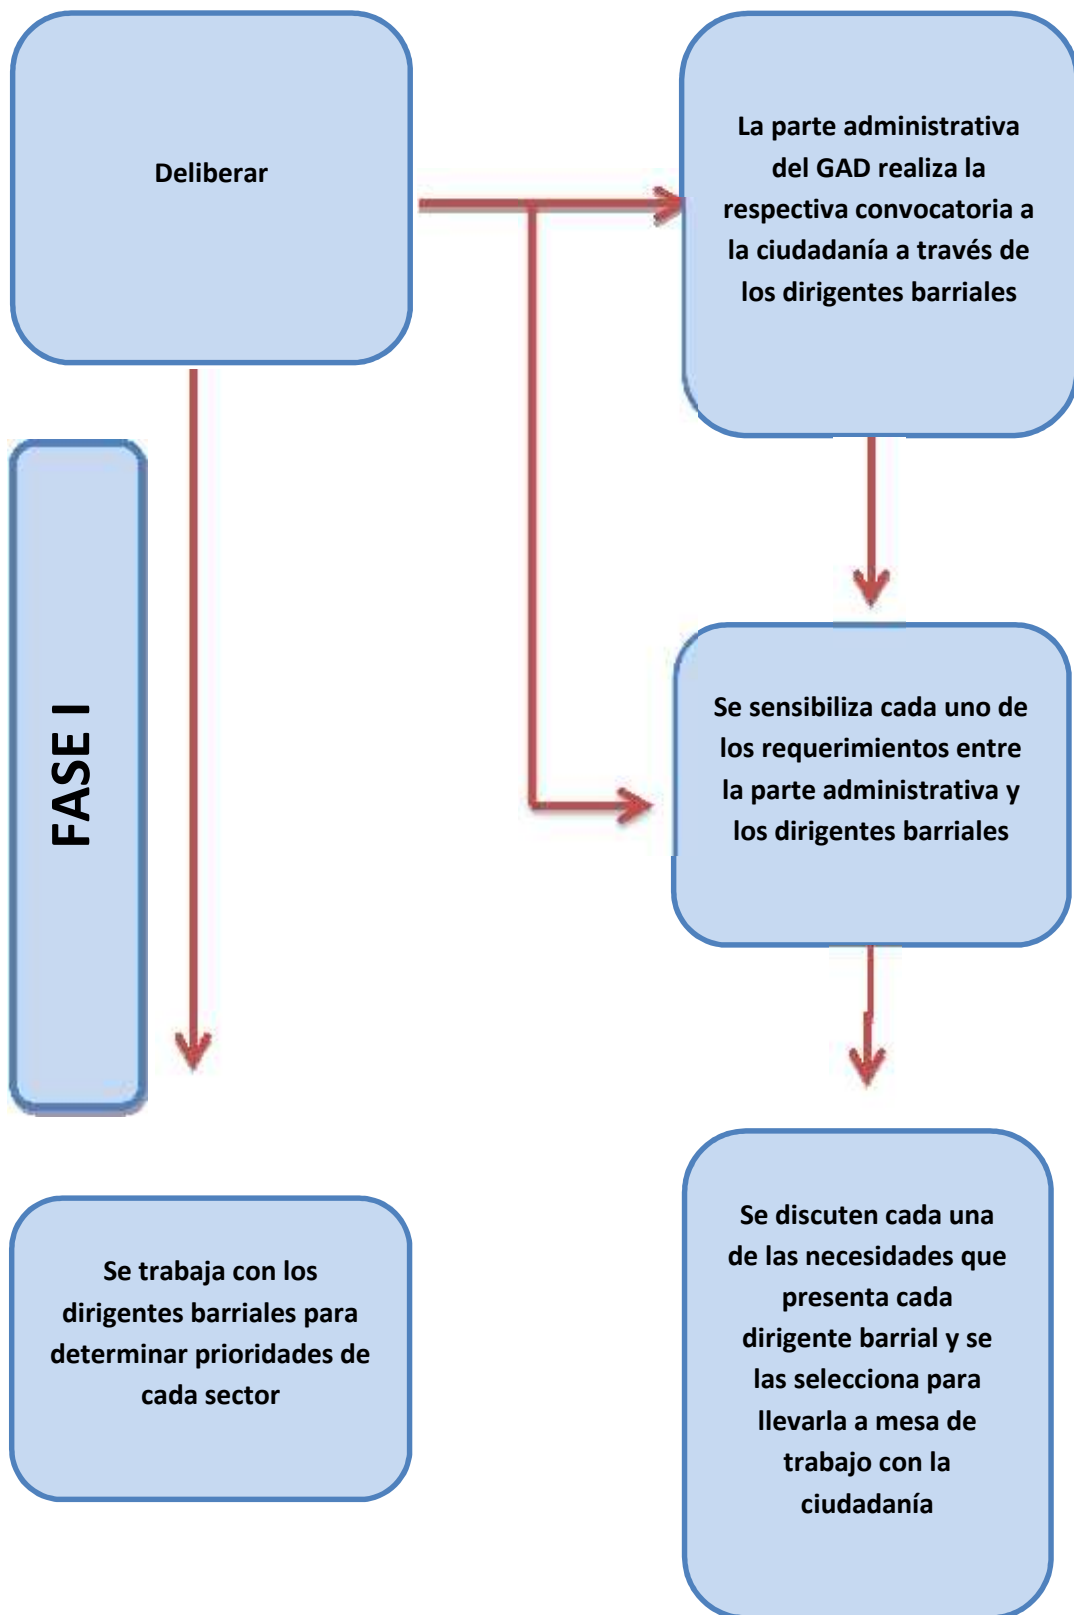 Deliberar
La parte administrativa
del GAD realiza la
respectiva convocatoria a
la ciudadanía a través de
los dirigentes barriales
FASE I
Se sensibiliza cada uno de
los requerimientos entre
la parte administrativa y
los dirigentes barriales
Se trabaja con los
dirigentes barriales para
determinar prioridades de
cada sector
Se discuten cada una
de las necesidades que
presenta cada
dirigente barrial y se
las selecciona para
llevarla a mesa de
trabajo con la
ciudadanía